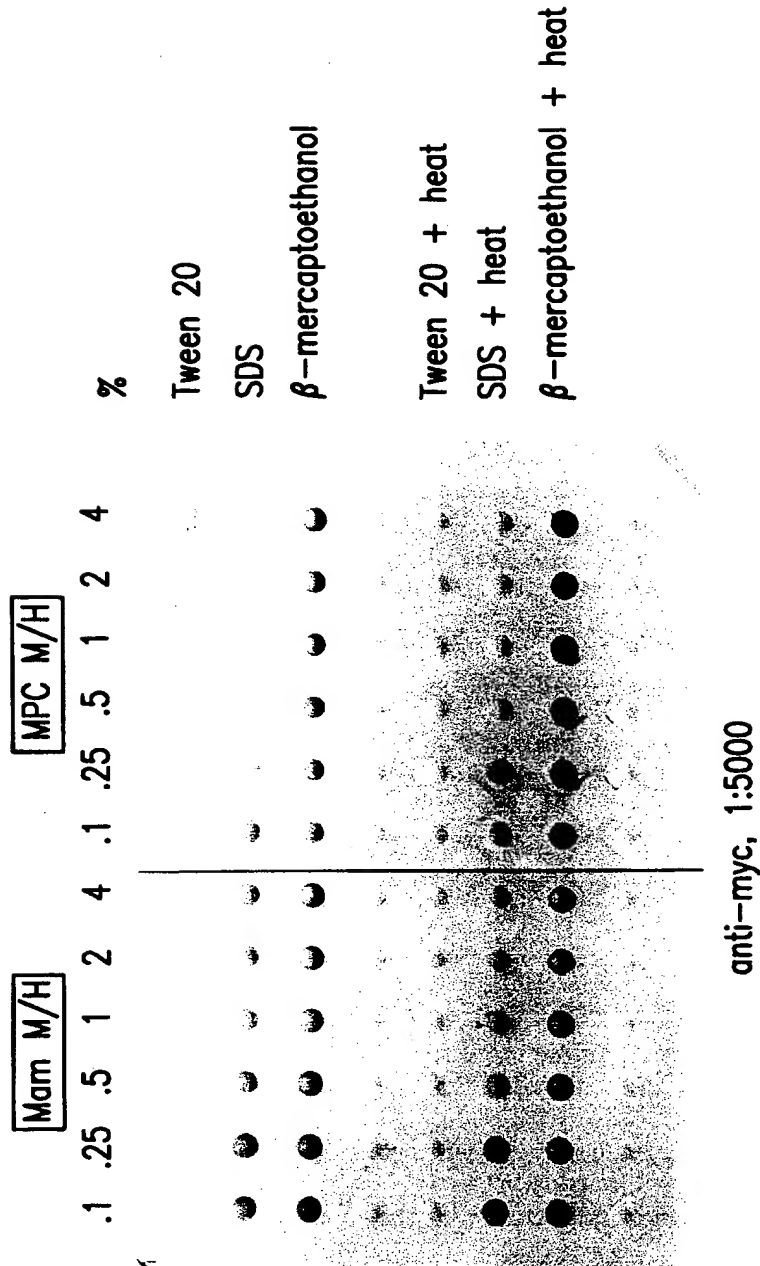 Mam M/H MPC M/H
.1 .25 .5 1 2 4 .1 .25 .5 1 2 4 %
Tween 20
SDS
β-mercaptoethanol
Tween 20 + heat
SDS + heat
β-mercaptoethanol + heat
anti-myc, 1:5000